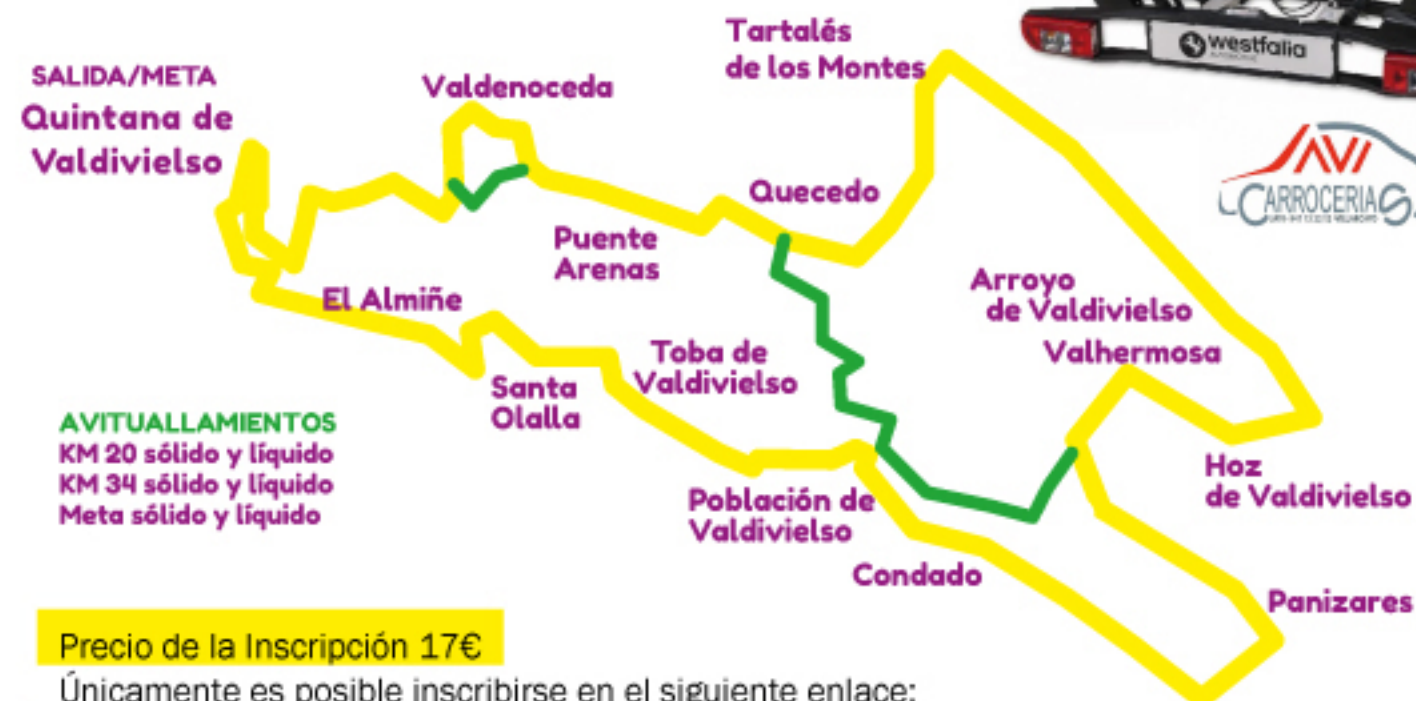 Tartalés
de los Montes
westfalia
SALIDA/META
Quintana de
Valdivielso
Valdenoceda
Quecedo
CARROCERIAS
Puente
Arenas
Arroyo
de Valdivielso
El Almiñe
Valhermosa
Toba de
Valdivielso
Santa
Olalla
AVITUALLAMIENTOS
KM 20 sólido y líquido
KM 34 sólido y líquido
Meta sólido y líquido
Hoz
de Valdivielso
Población de
Valdivielso
Condado
Panizares
Precio de la Inscripción 17€
Únicamente es posible inscribirse en el siguiente enlace: